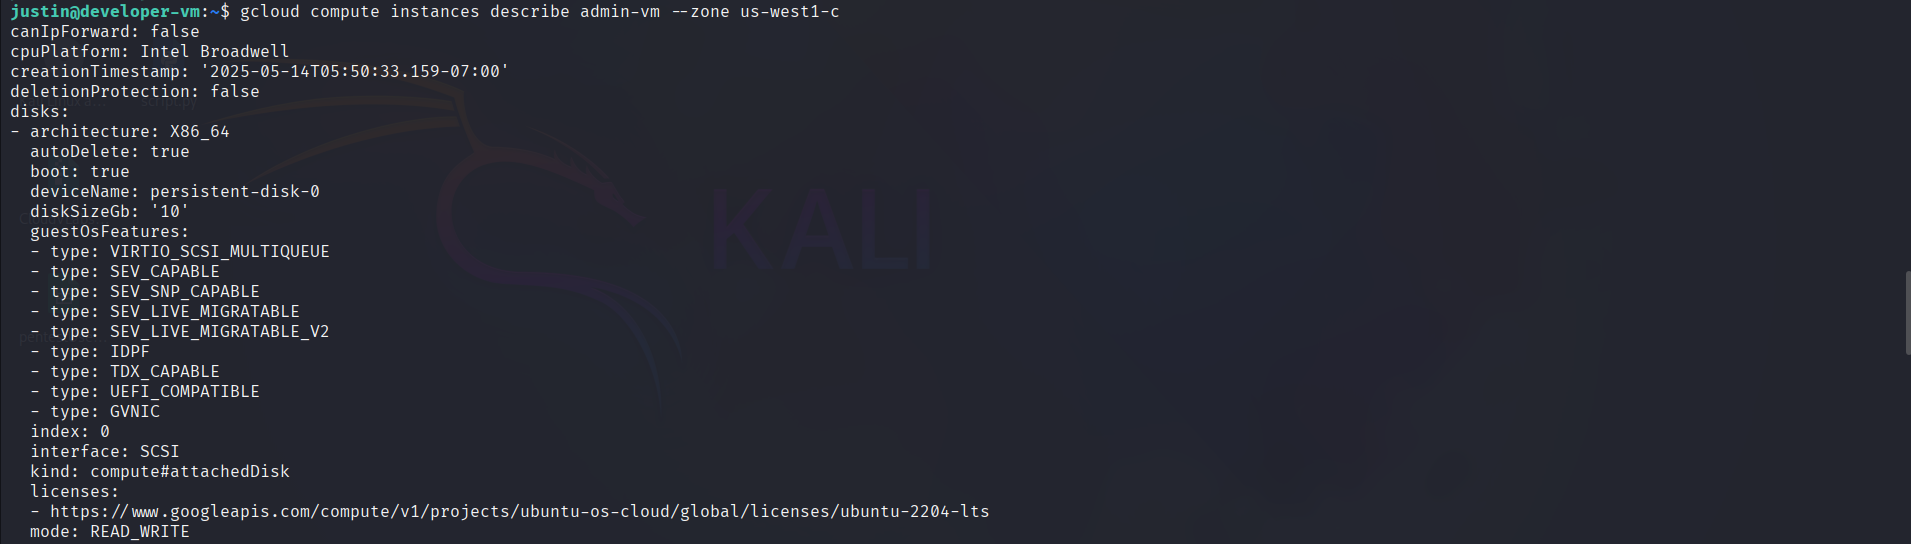 justin@developer-vm:~$ gcloud compute instances describe admin-vm --zone us-west1-c
canIpForward: false
cpuPlatform: Intel Broadwell
creationTimestamp: '2025-05-14T05:50:33.159-07:00'
deletionProtection: false
script.py
disks:
- architecture: X86_64
  autoDelete: true
  boot: true
  deviceName: persistent-disk-0
  diskSizeGb: '10'
  guestOsFeatures:
  - type: VIRTIO_SCSI_MULTIQUEUE
  - type: SEV_CAPABLE
  - type: SEV_SNP_CAPABLE
  - type: SEV_LIVE_MIGRATABLE
  - type: SEV_LIVE_MIGRATABLE_V2
  - type: IDPF
  - type: TDX_CAPABLE
  - type: UEFI_COMPATIBLE
  - type: GVNIC
  index: 0
  interface: SCSI
  kind: compute#attachedDisk
  licenses:
  - https://www.googleapis.com/compute/v1/projects/ubuntu-os-cloud/global/licenses/ubuntu-2204-lts
  mode: READ_WRITE
KALI